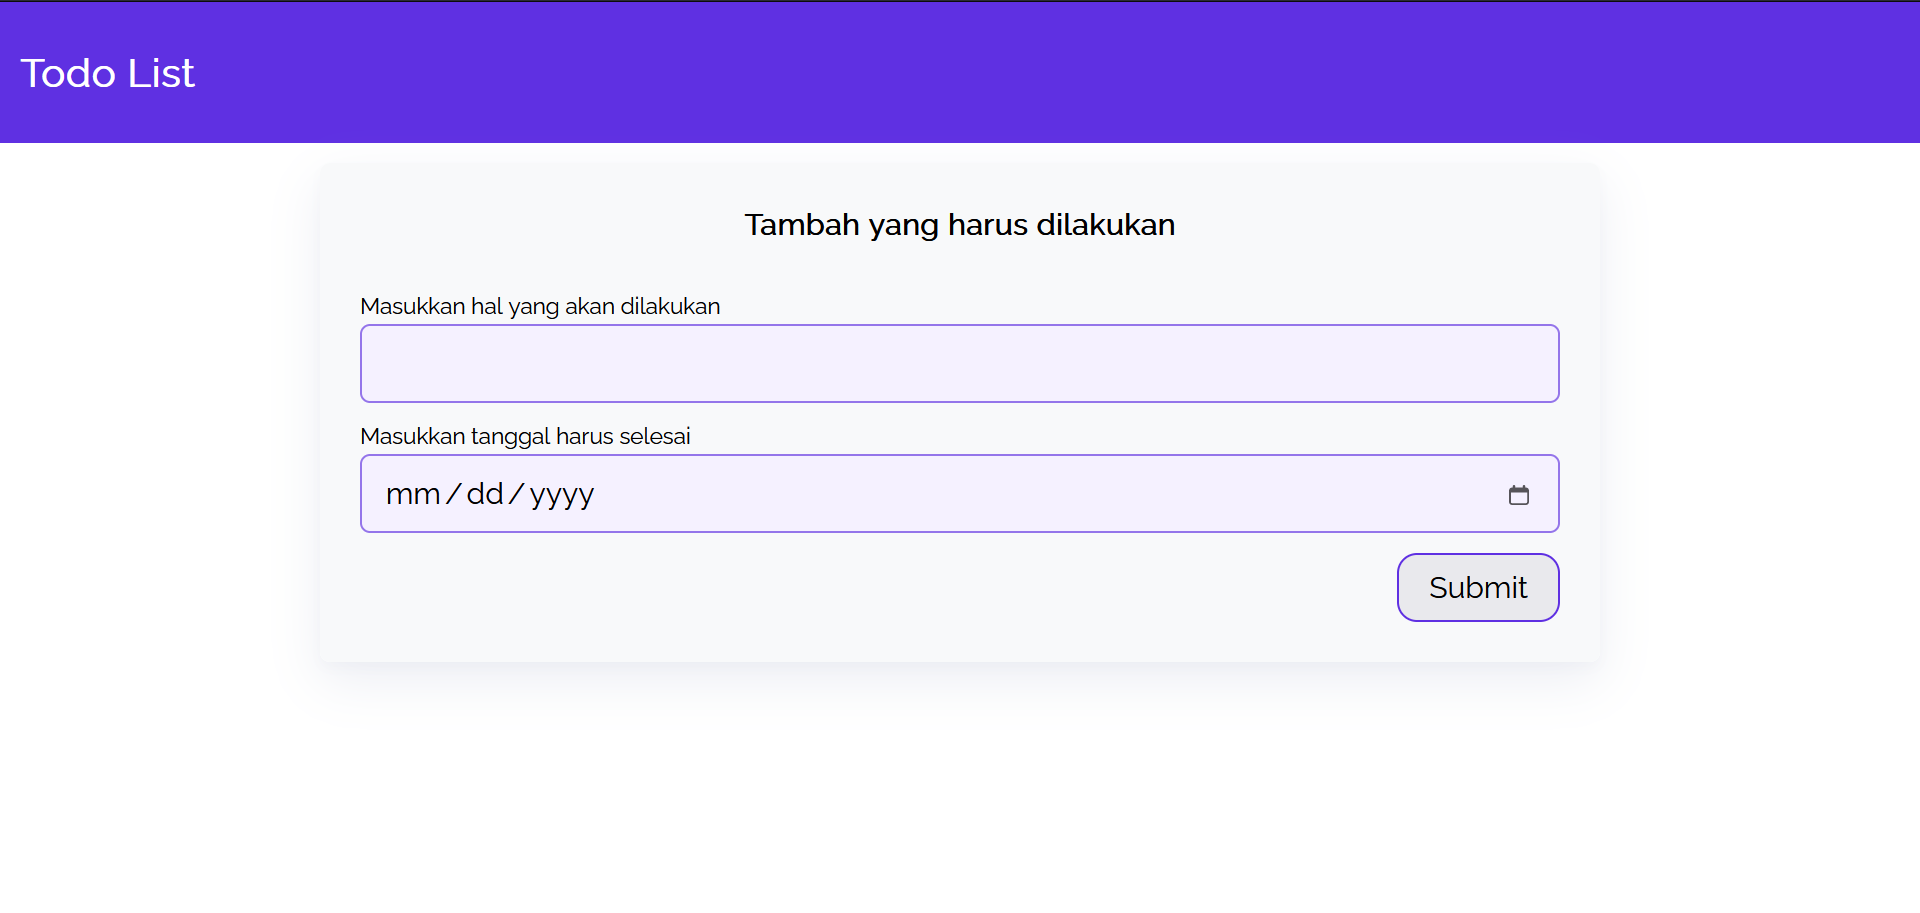 Todo List
Tambah yang harus dilakukan
Masukkan hal yang akan dilakukan
Masukkan tanggal harus selesai
mm/dd/yyyy
Submit